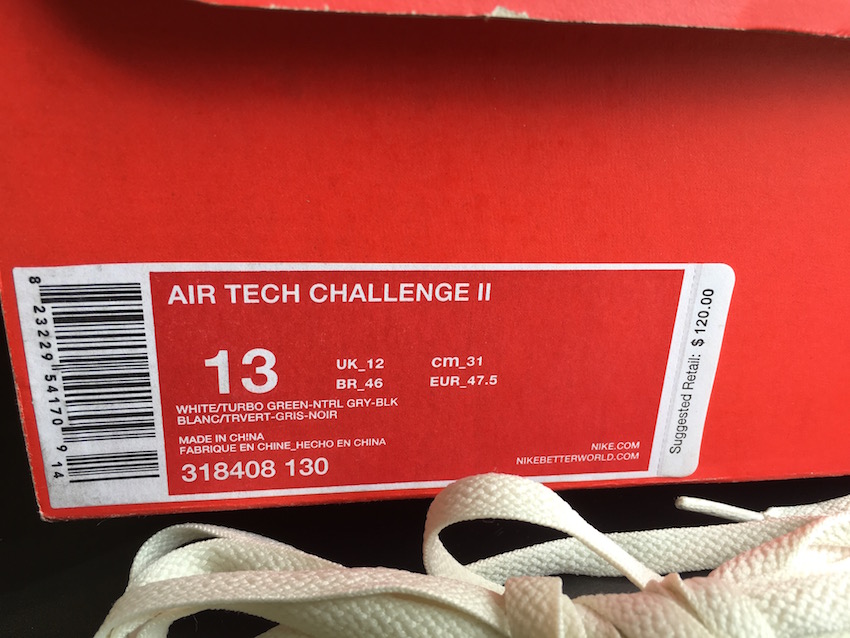 AIR TECH CHALLENGE II
13
UK_12 cm_31
BR_46 EUR_47.5
WHITE/TURBO GREEN-NTRL GRY-BLK
BLANC/TRVERT-GRIS-NOIR
MADE IN CHINA
FABRIQUE EN CHINE_HECHO EN CHINA
318408 130
NIKE.COM
NIKEBETTERWORLD.COM
Suggested Retail: $120.00
8 23229 54170 9 14